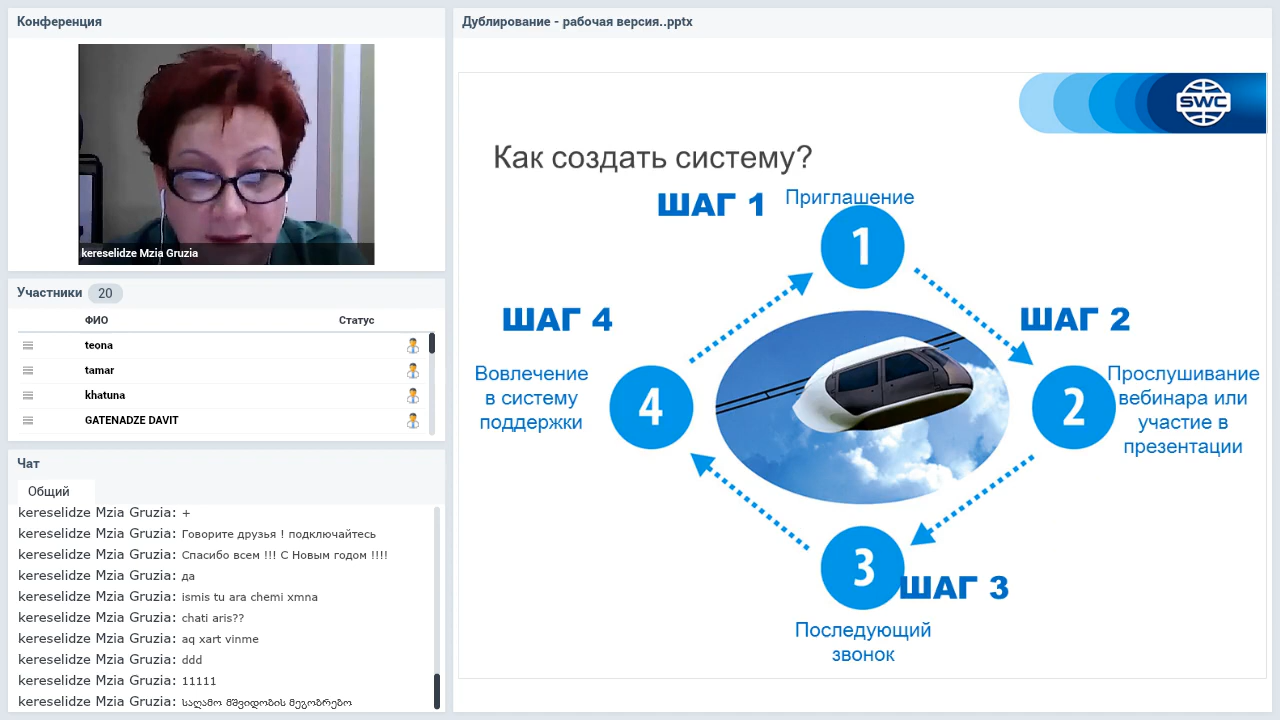 Конференция
kereselidze Mzia Gruzia
Участники 20
ФИО Статус
teona
tamar
khatuna
GATENADZE DAVIT
Чат
Общий
kereselidze Mzia Gruzia: +
kereselidze Mzia Gruzia: Говорите друзья ! подключайтесь
kereselidze Mzia Gruzia: Спасибо всем !!! С Новым годом !!!!
kereselidze Mzia Gruzia: да
kereselidze Mzia Gruzia: ismis tu ara chemi xmna
kereselidze Mzia Gruzia: chati aris??
kereselidze Mzia Gruzia: aq xart vinme
kereselidze Mzia Gruzia: ddd
kereselidze Mzia Gruzia: 11111
kereselidze Mzia Gruzia: საღამო მშვიდობის მეგობრებო
Дублирование - рабочая версия..pptx
SWC
Как создать систему?
ШАГ 1
Приглашение
1
ШАГ 2
2
Прослушивание
вебинара или
участие в
презентации
3
ШАГ 3
Последующий
звонок
ШАГ 4
4
Вовлечение
в систему
поддержки